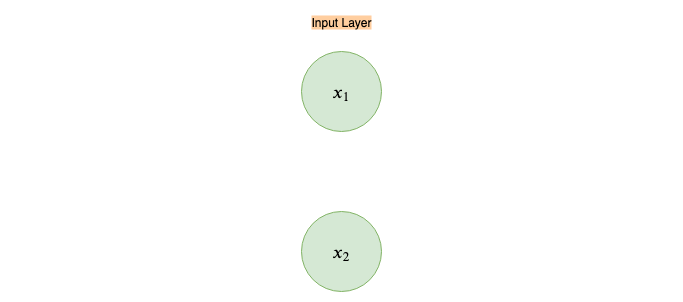 Input Layer
x₁
x₂